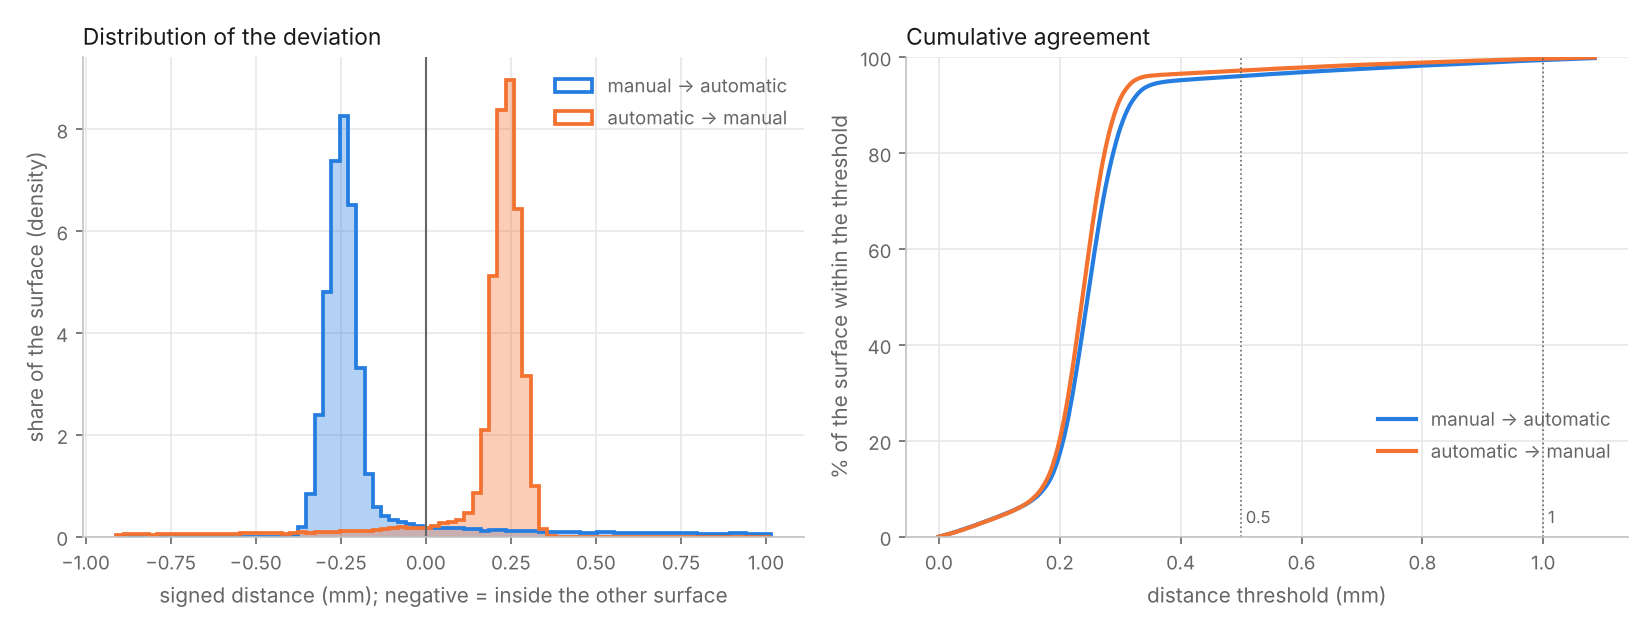 Distribution of the deviation
manual → automatic
automatic → manual
share of the surface (density)
8
6
4
2
0
−1.00 −0.75 −0.50 −0.25 0.00 0.25 0.50 0.75 1.00
signed distance (mm); negative = inside the other surface
Cumulative agreement
% of the surface within the threshold
100
80
60
40
20
0
manual → automatic
automatic → manual
0.5
1
0.0 0.2 0.4 0.6 0.8 1.0
distance threshold (mm)